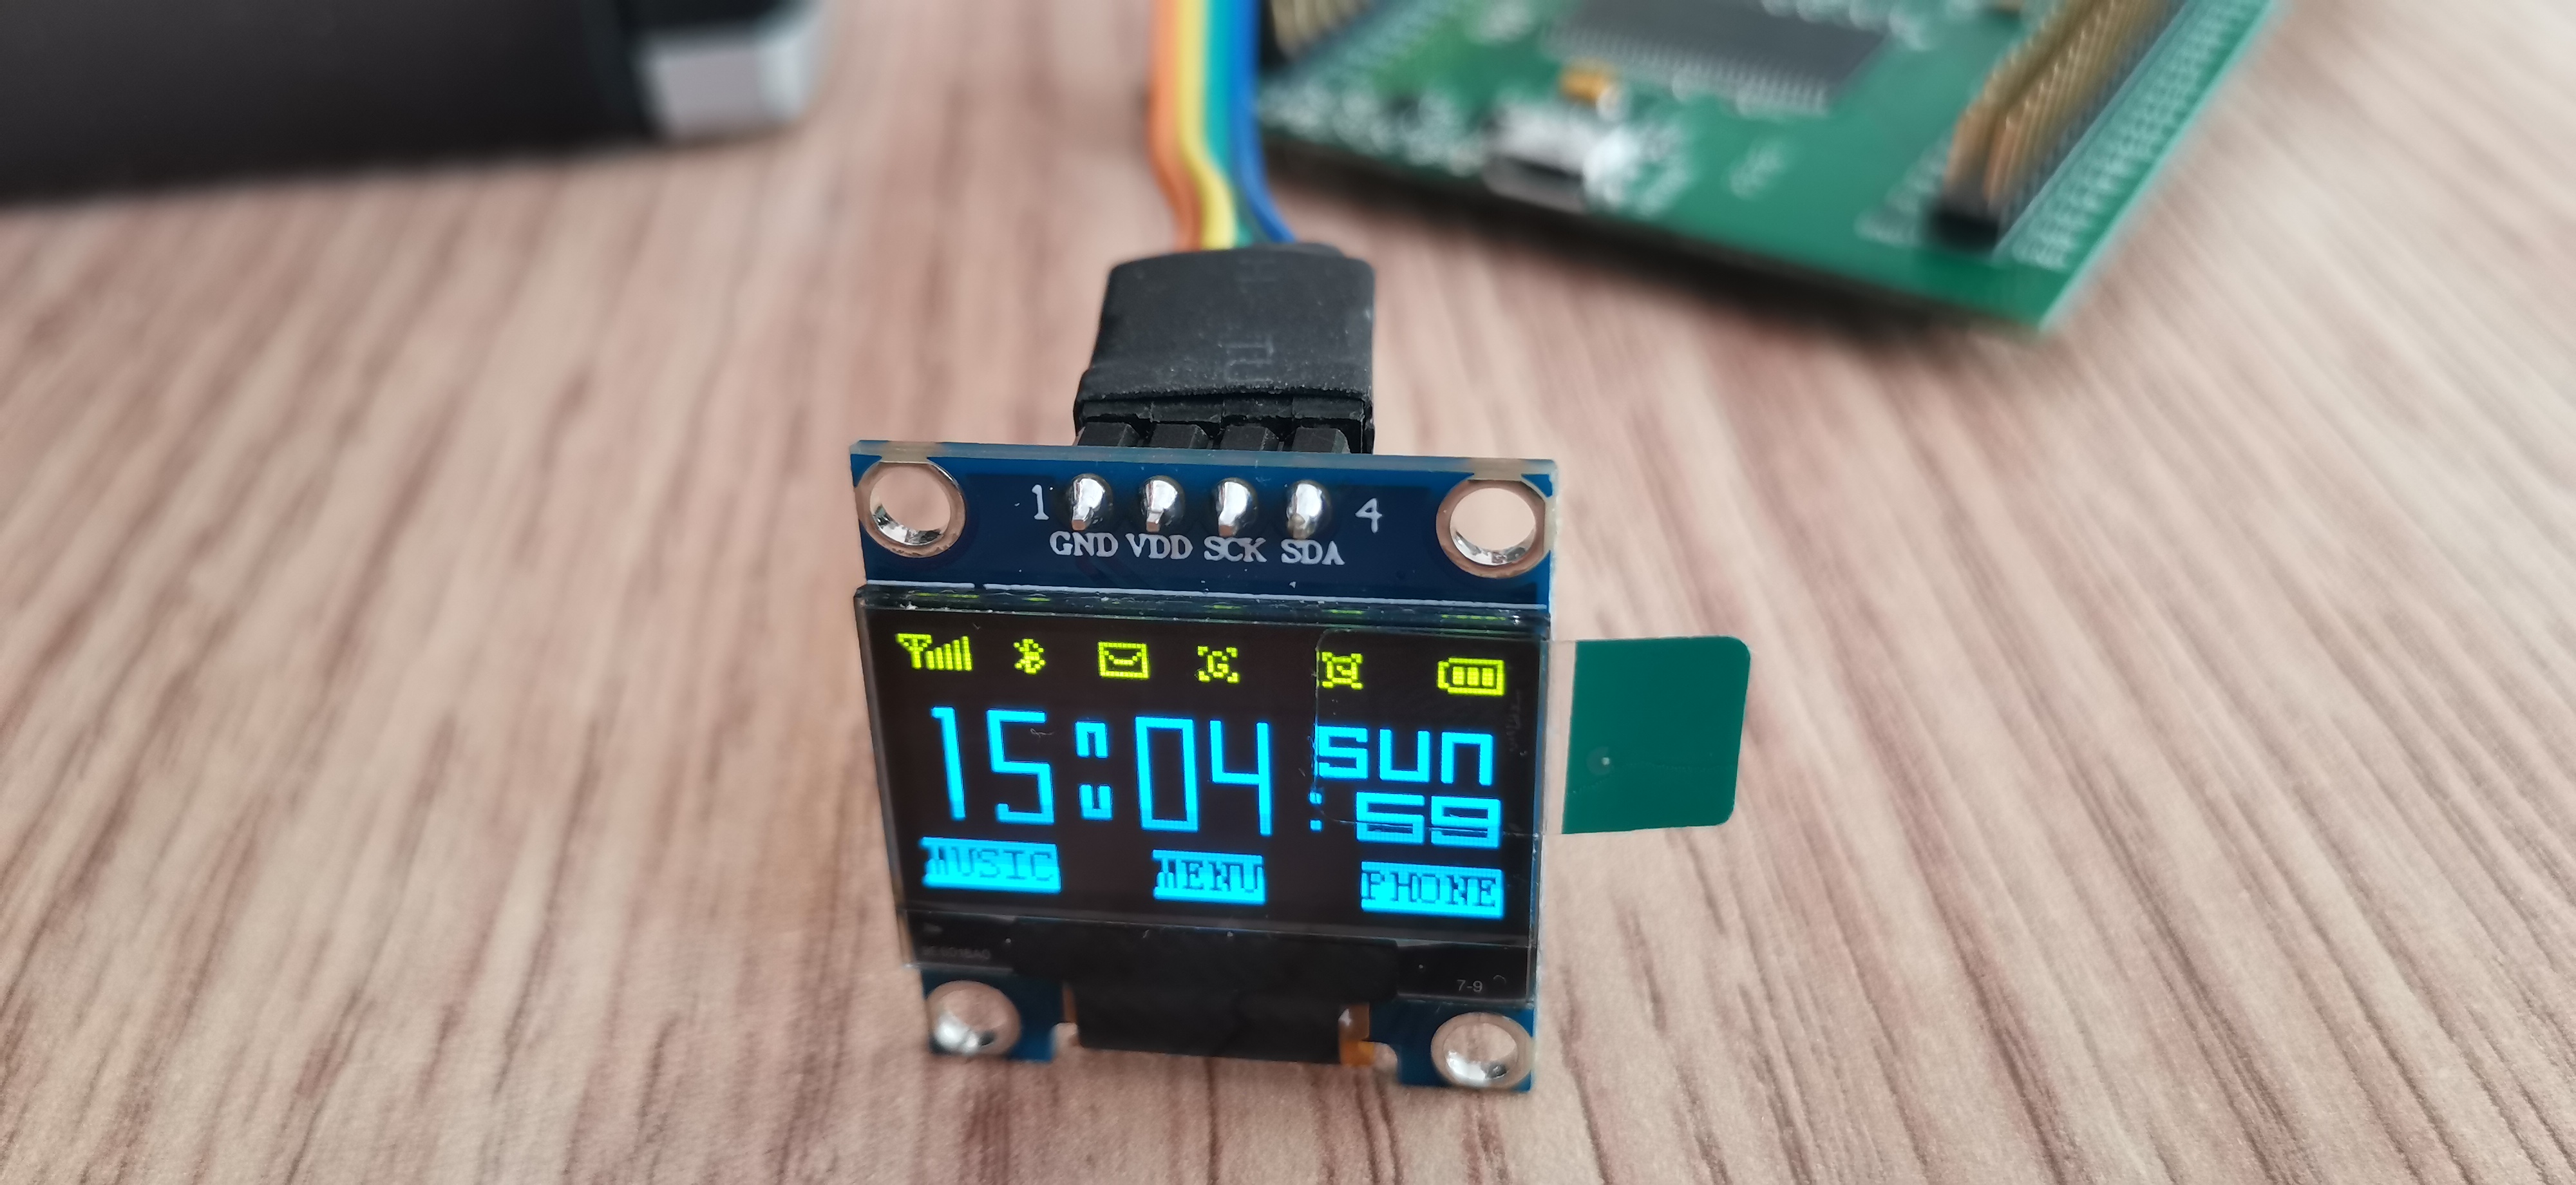 1 4
GND VDD SCK SDA
G
15:04 sun
:59
MUSIC MENU PHONE
7-9